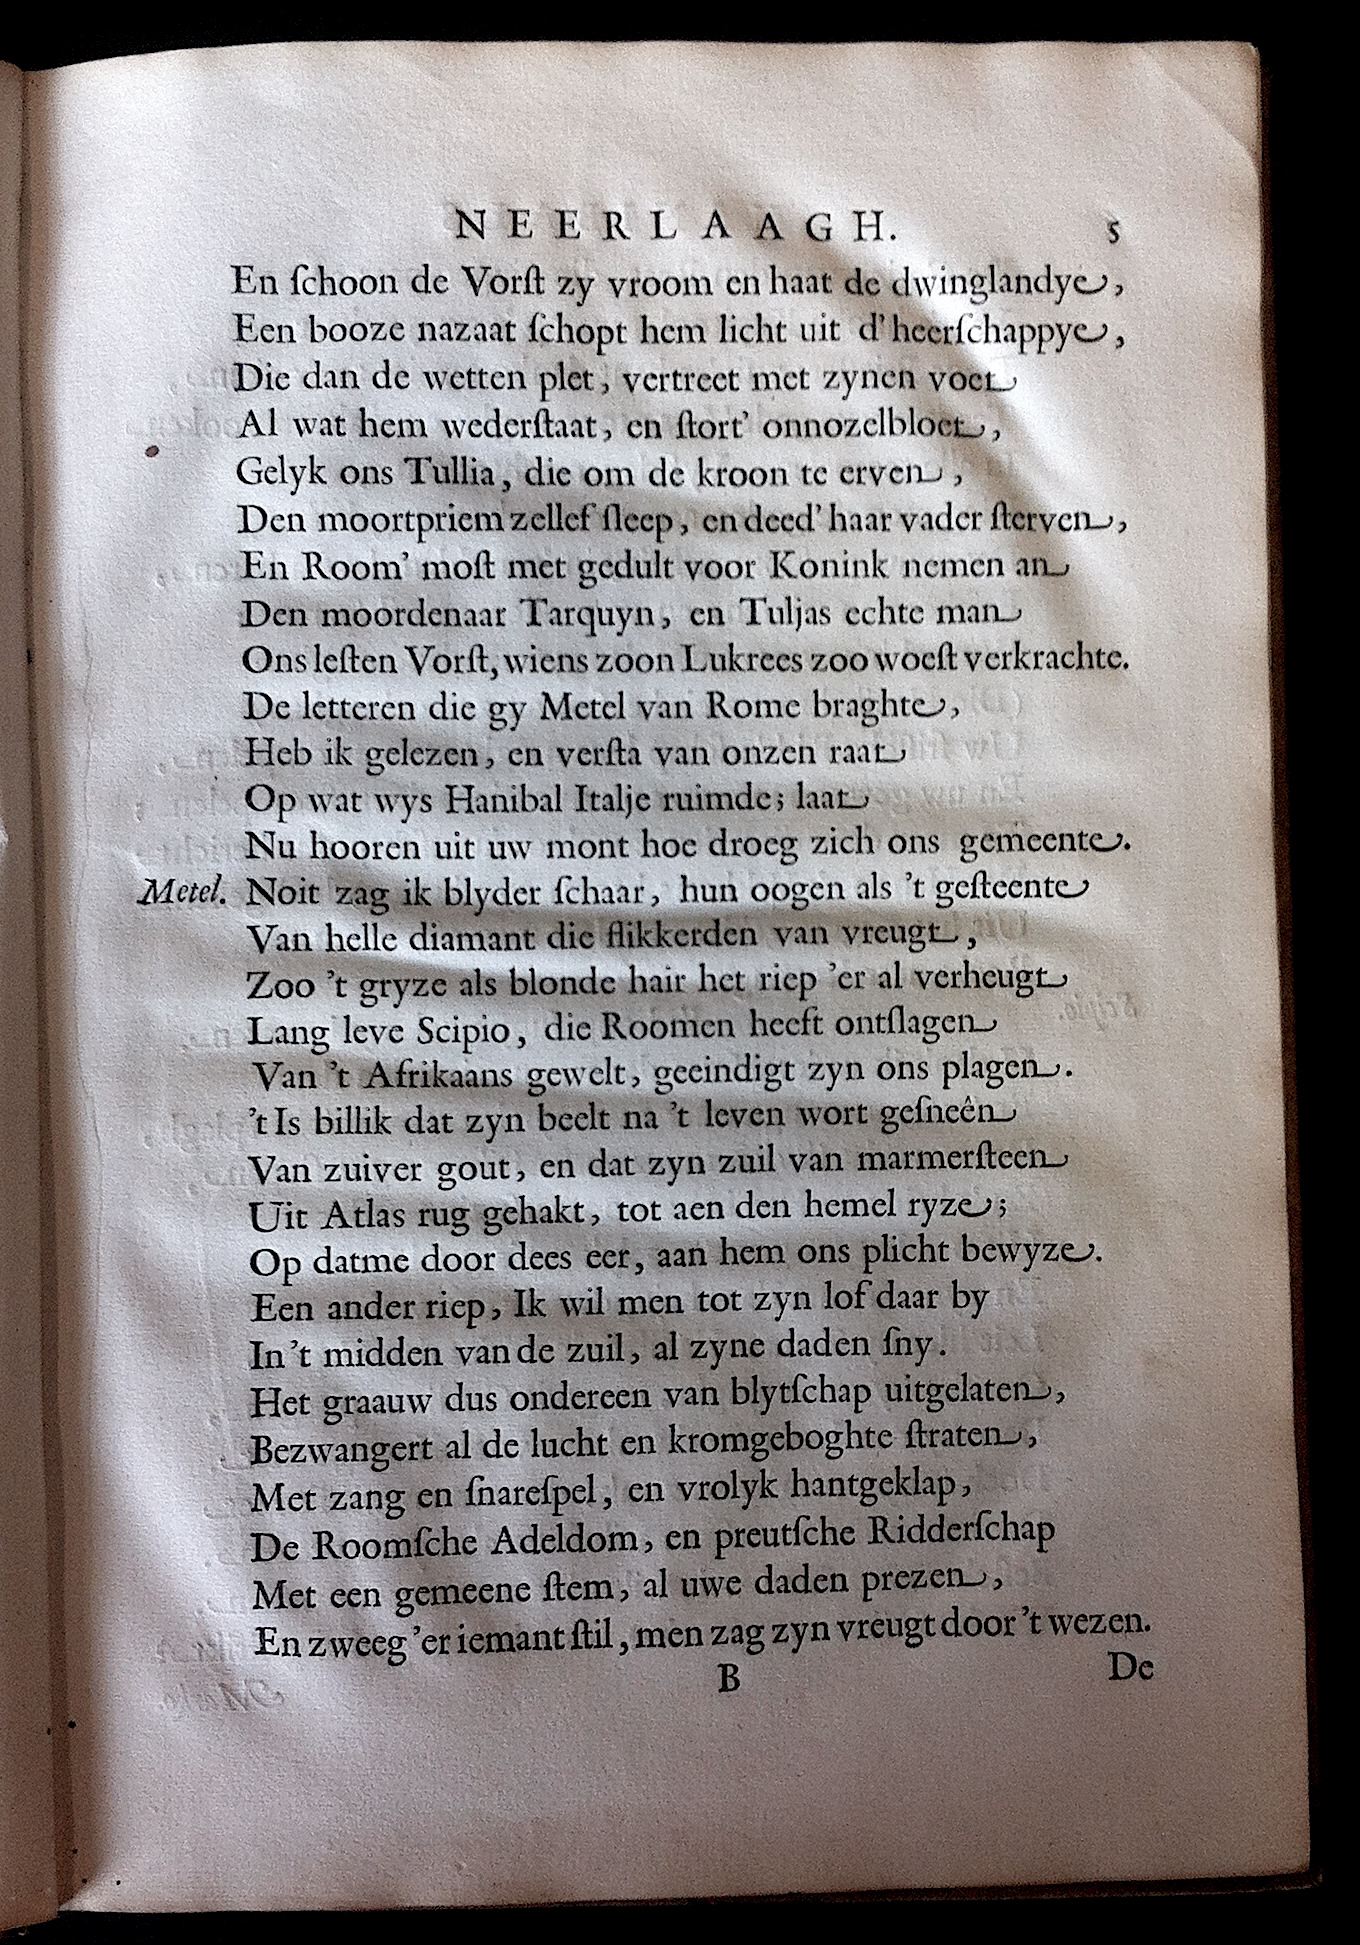 NEERLAAGH. 5
En ſchoon de Vorſt zy vroom en haat de dwinglandye,
Een booze nazaat ſchopt hem licht uit d' heerſchappye,
Die dan de wetten plet, vertreet met zynen voet
Al wat hem wederſtaat, en ſtort' onnozelbloet,
Gelyk ons Tullia, die om de kroon te erven,
Den moortpriem zellef ſleep, en deed' haar vader ſterven,
En Room' moſt met gedult voor Konink nemen an
Den moordenaar Tarquyn, en Tuljas echte man
Ons leſten Vorſt, wiens zoon Lukrees zoo woeſt verkrachte.
De letteren die gy Metel van Rome braghte,
Heb ik gelezen, en verſta van onzen raat
Op wat wys Hanibal Italje ruimde; laat
Nu hooren uit uw mont hoe droeg zich ons gemeente.
Metel. Noit zag ik blyder ſchaar, hun oogen als 't geſteente
Van helle diamant die flikkerden van vreugt,
Zoo 't gryze als blonde hair het riep 'er al verheugt
Lang leve Scipio, die Roomen heeft ontſlagen
Van 't Afrikaans gewelt, geeindigt zyn ons plagen.
't Is billik dat zyn beelt na 't leven wort geſneên
Van zuiver gout, en dat zyn zuil van marmerſteen
Uit Atlas rug gehakt, tot aen den hemel ryze;
Op datme door dees eer, aan hem ons plicht bewyze.
Een ander riep, Ik wil men tot zyn lof daar by
In 't midden van de zuil, al zyne daden ſny.
Het graauw dus ondereen van blytſchap uitgelaten,
Bezwangert al de lucht en kromgeboghte ſtraten,
Met zang en ſnareſpel, en vrolyk hantgeklap,
De Roomſche Adeldom, en preutſche Ridderſchap
Met een gemeene ſtem, al uwe daden prezen,
En zweeg 'er iemant ſtil, men zag zyn vreugt door 't wezen.
B De